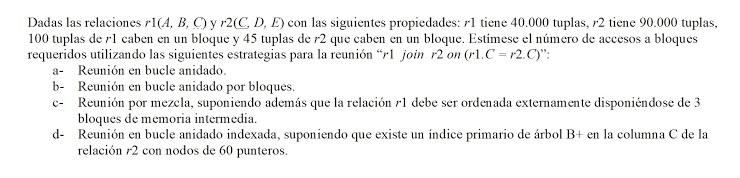 Dadas las relaciones r1(A, B, C) y r2(C, D, E) con las siguientes propiedades: r1 tiene 40.000 tuplas, r2 tiene 90.000 tuplas,
100 tuplas de r1 caben en un bloque y 45 tuplas de r2 que caben en un bloque. Estímese el número de accesos a bloques
requeridos utilizando las siguientes estrategias para la reunión “r1 join r2 on (r1.C = r2.C)”:
a- Reunión en bucle anidado.
b- Reunión en bucle anidado por bloques.
c- Reunión por mezcla, suponiendo además que la relación r1 debe ser ordenada externamente disponiéndose de 3
bloques de memoria intermedia.
d- Reunión en bucle anidado indexada, suponiendo que existe un índice primario de árbol B+ en la columna C de la
relación r2 con nodos de 60 punteros.